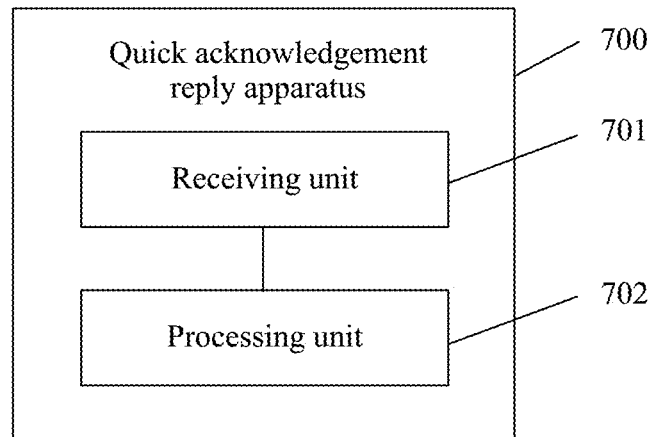 Quick acknowledgement
reply apparatus
700
701
Receiving unit
702
Processing unit